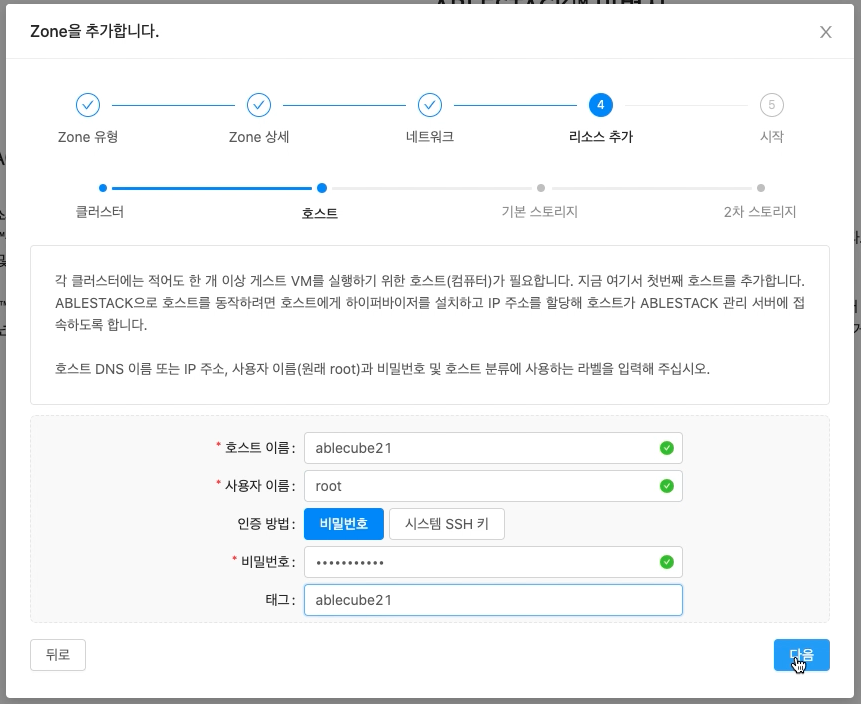 Zone을 추가합니다.
4
5
Zone 유형
Zone 상세
네트워크
리소스 추가
시작
클러스터
호스트
기본 스토리지
2차 스토리지
각 클러스터에는 적어도 한 개 이상 게스트 VM를 실행하기 위한 호스트(컴퓨터)가 필요합니다. 지금 여기서 첫번째 호스트를 추가합니다.
ABLESTACK으로 호스트를 동작하려면 호스트에게 하이퍼바이저를 설치하고 IP 주소를 할당해 호스트가 ABLESTACK 관리 서버에 접
속하도록 합니다.
호스트 DNS 이름 또는 IP 주소, 사용자 이름(원래 root)과 비밀번호 및 호스트 분류에 사용하는 라벨을 입력해 주십시오.
* 호스트 이름: ablecube21
* 사용자 이름: root
인증 방법: 비밀번호 시스템 SSH 키
* 비밀번호: •••••••••••
태그: ablecube21
뒤로
다음